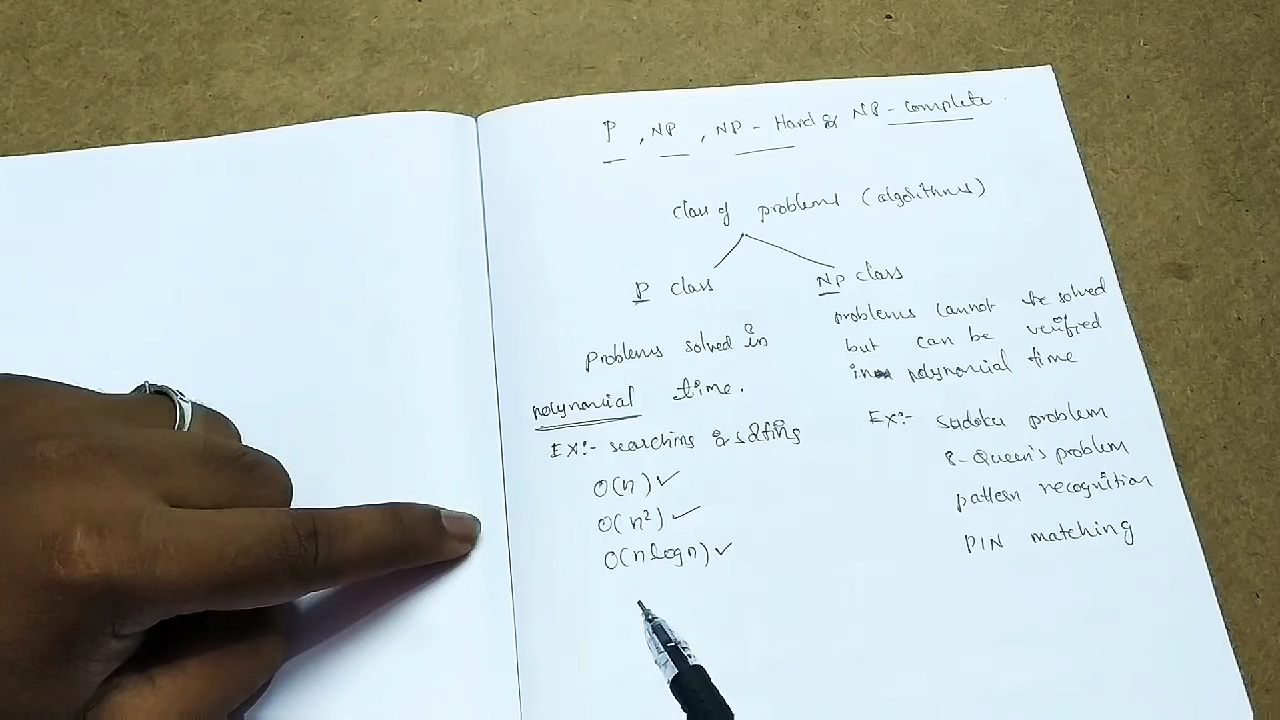 P, NP, NP-Hard & NP-complete.
class of problems (algorithms)
P class
problems solved in
polynomial time.
Ex:- searching & sorting
O(n) ✓
O(n²) ✓
O(n logn) ✓
NP class
problems cannot be solved
but can be verified
in polynomial time
Ex:- Sudoku problem
8-Queen's problem
pattern recognition
PIN matching